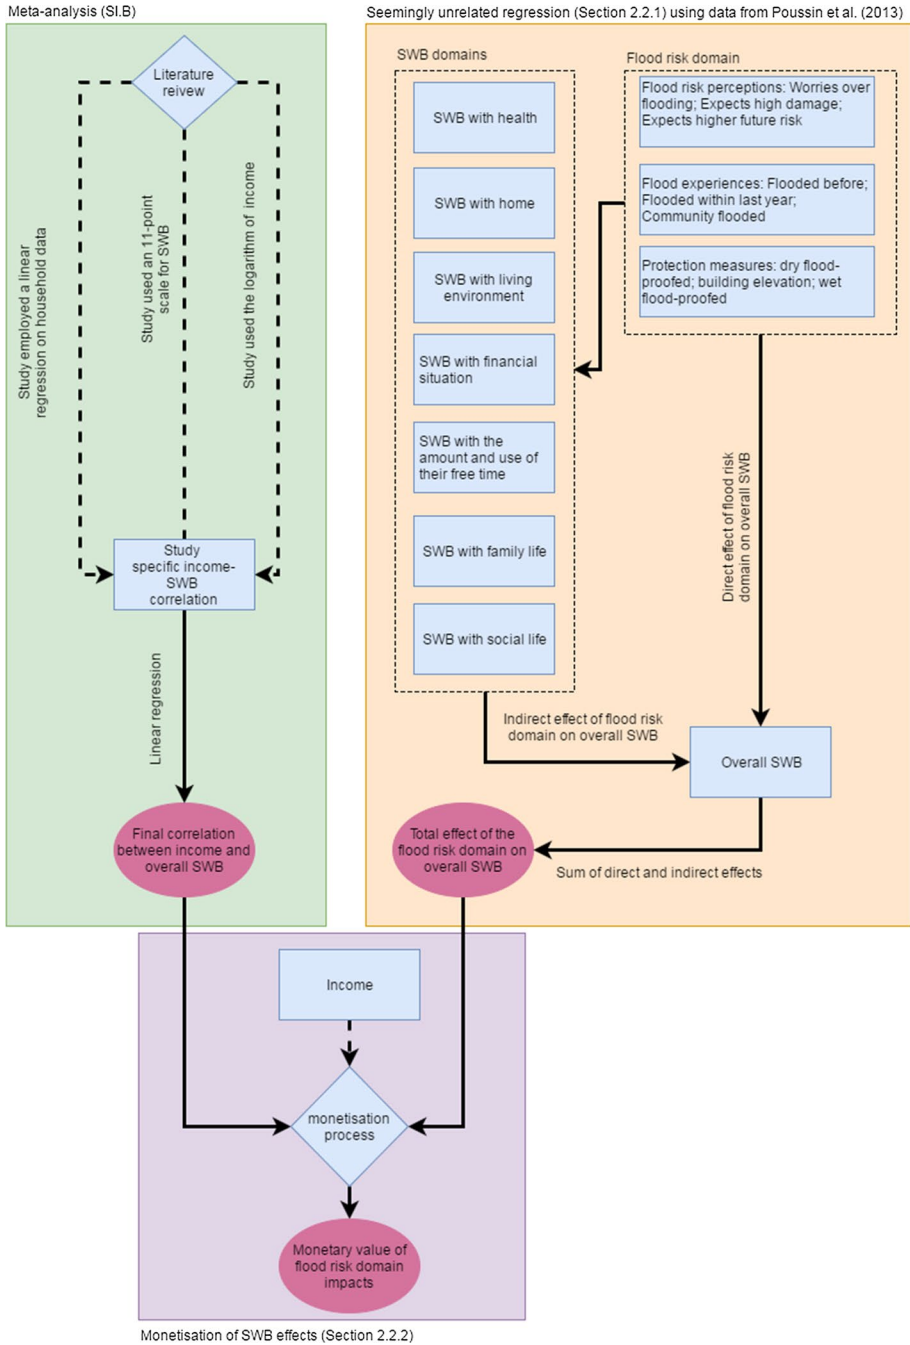 Meta-analysis (SI.B)
Literature
reivew
Study employed a linear
regression on household data
Study used an 11-point
scale for SWB
Study used the logarithm of income
Study
specific income-
SWB
correlation
Linear regression
Final correlation
between income and
overall SWB
Seemingly unrelated regression (Section 2.2.1) using data from Poussin et al. (2013)
SWB domains
SWB with health
SWB with home
SWB with living
environment
SWB with financial
situation
SWB with the
amount and use of
their free time
SWB with family life
SWB with social life
Flood risk domain
Flood risk perceptions: Worries over
flooding; Expects high damage;
Expects higher future risk
Flood experiences: Flooded before;
Flooded within last year;
Community flooded
Protection measures: dry flood-
proofed; building elevation; wet
flood-proofed
Direct effect of flood risk
domain on overall SWB
Indirect effect of flood risk
domain on overall SWB
Overall SWB
Sum of direct and indirect effects
Total effect of the
flood risk domain on
overall SWB
Income
monetisation
process
Monetary value of
flood risk domain
impacts
Monetisation of SWB effects (Section 2.2.2)